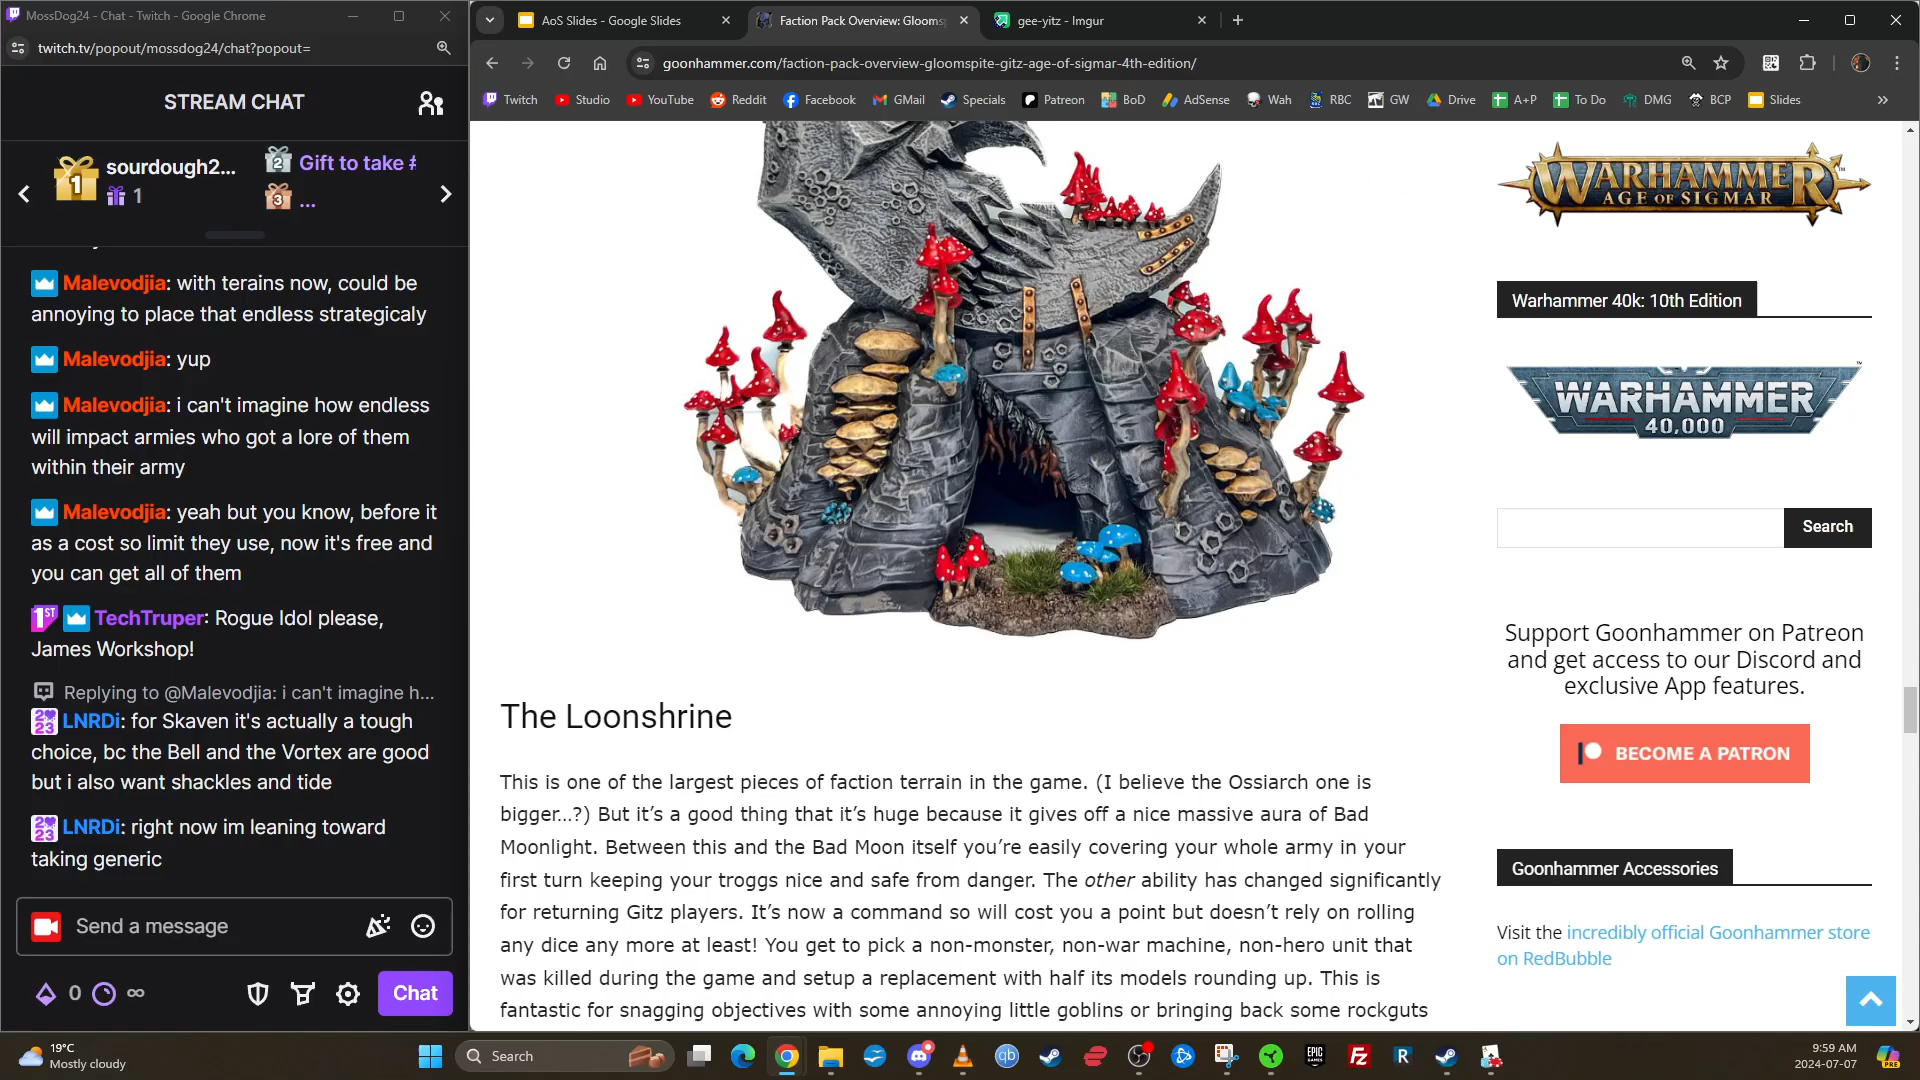 MossDog24 - Chat - Twitch - Google Chrome
twitch.tv/popout/mossdog24/chat?popout=
STREAM CHAT
1
sourdough2...
1
2
Gift to take #
3
...
Malevodjia: with terains now, could be
annoying to place that endless strategicaly
Malevodjia: yup
Malevodjia: i can't imagine how endless
will impact armies who got a lore of them
within their army
Malevodjia: yeah but you know, before it
as a cost so limit they use, now it's free and
you can get all of them
1ST TechTruper: Rogue Idol please,
James Workshop!
Replying to @Malevodjia: i can't imagine h...
LNRDi: for Skaven it's actually a tough
choice, bc the Bell and the Vortex are good
but i also want shackles and tide
LNRDi: right now im leaning toward
taking generic
Send a message
0
∞
Chat
AoS Slides - Google Slides
Faction Pack Overview: Glooms
gee-yitz - Imgur
goonhammer.com/faction-pack-overview-gloomspite-gitz-age-of-sigmar-4th-edition/
Twitch Studio YouTube Reddit Facebook GMail Specials Patreon BoD AdSense Wah RBC GW Drive A+P To Do DMG BCP Slides
The Loonshrine
This is one of the largest pieces of faction terrain in the game. (I believe the Ossiarch one is
bigger…?) But it’s a good thing that it’s huge because it gives off a nice massive aura of Bad
Moonlight. Between this and the Bad Moon itself you’re easily covering your whole army in your
first turn keeping your troggs nice and safe from danger. The other ability has changed significantly
for returning Gitz players. It’s now a command so will cost you a point but doesn’t rely on rolling
any dice any more at least! You get to pick a non-monster, non-war machine, non-hero unit that
was killed during the game and setup a replacement with half its models rounding up. This is
fantastic for snagging objectives with some annoying little goblins or bringing back some rockguts
WARHAMMER
AGE OF SIGMAR
Warhammer 40k: 10th Edition
WARHAMMER
40,000
Search
Support Goonhammer on Patreon
and get access to our Discord and
exclusive App features.
BECOME A PATRON
Goonhammer Accessories
Visit the incredibly official Goonhammer store
on RedBubble
19°C
Mostly cloudy
Search
9:59 AM
2024-07-07